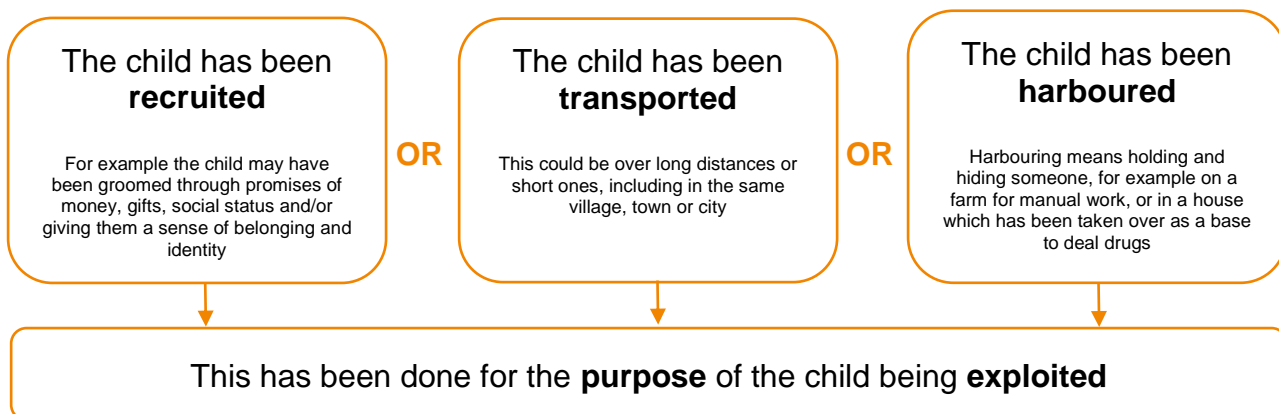 The child has been
recruited
For example the child may have
been groomed through promises of
money, gifts, social status and/or
giving them a sense of belonging and
identity
OR
The child has been
transported
This could be over long distances or
short ones, including in the same
village, town or city
OR
The child has been
harboured
Harbouring means holding and
hiding someone, for example on a
farm for manual work, or in a house
which has been taken over as a base
to deal drugs
This has been done for the purpose of the child being exploited